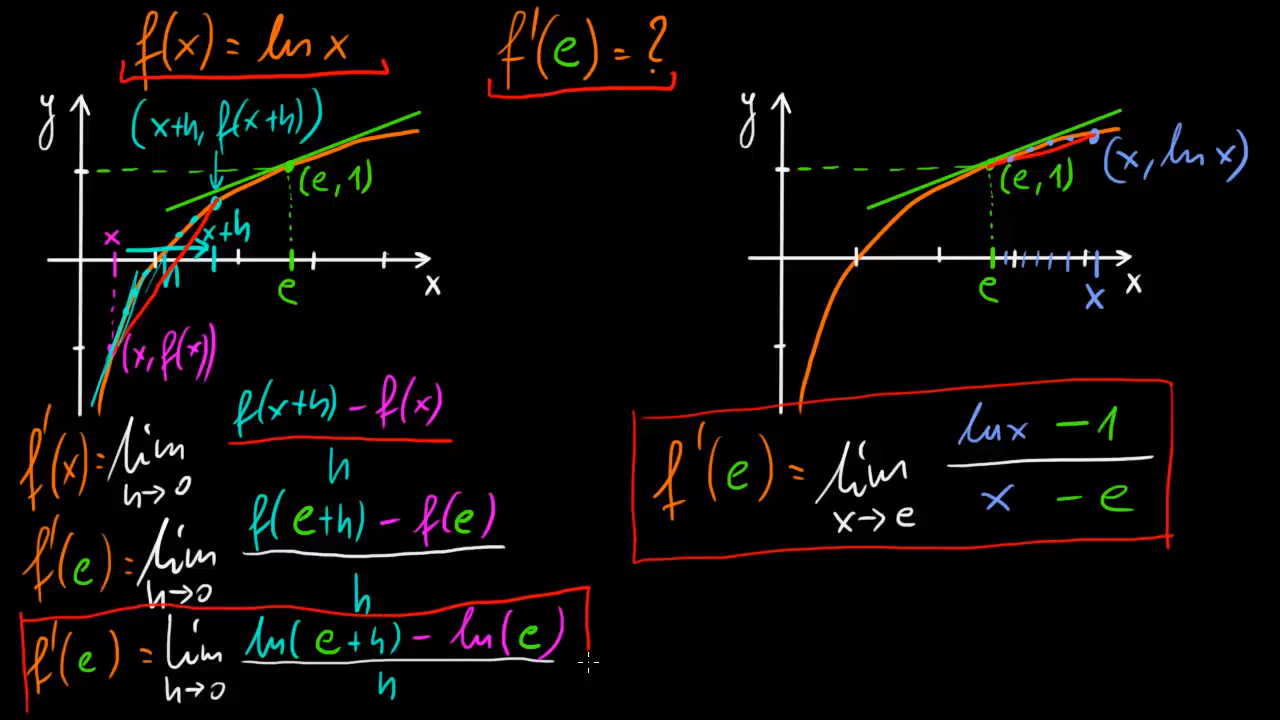 f(x) = ln x
f'(e) = ?
y
(x+h, f(x+h))
(e, 1)
x
x+h
h
e
x
(x, f(x))
f'(x) = lim h→0 f(x+h) - f(x) / h
f'(e) = lim h→0 f(e+h) - f(e) / h
f'(e) = lim h→0 ln(e+h) - ln(e) / h
y
(x, ln x)
(e, 1)
e
x
x
f'(e) = lim x→e ln x - 1 / x - e